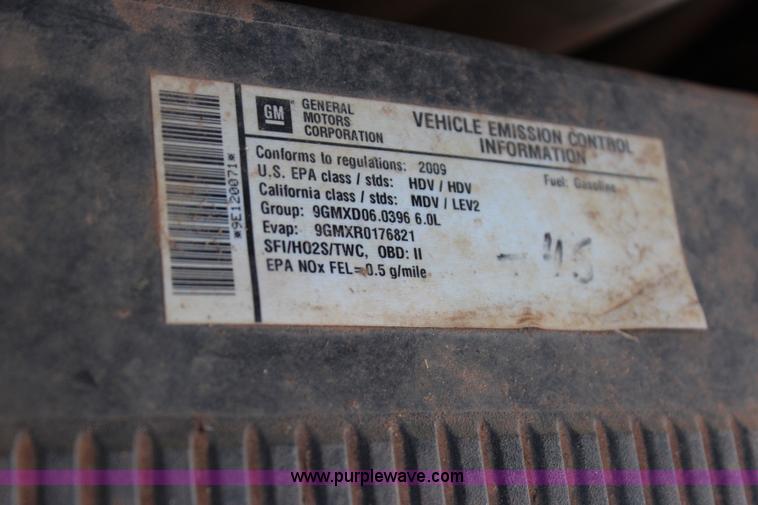 *9E120071*
GM
GENERAL
MOTORS
CORPORATION
VEHICLE EMISSION CONTROL
INFORMATION
Conforms to regulations: 2009
Fuel: Gasoline
U.S. EPA class / stds: HDV / HDV
California class / stds: MDV / LEV2
Group: 9GMXD06.0396 6.0L
Evap: 9GMXR0176821
SFI/HO2S/TWC, OBD: II
EPA NOx FEL= 0.5 g/mile
www.purplewave.com